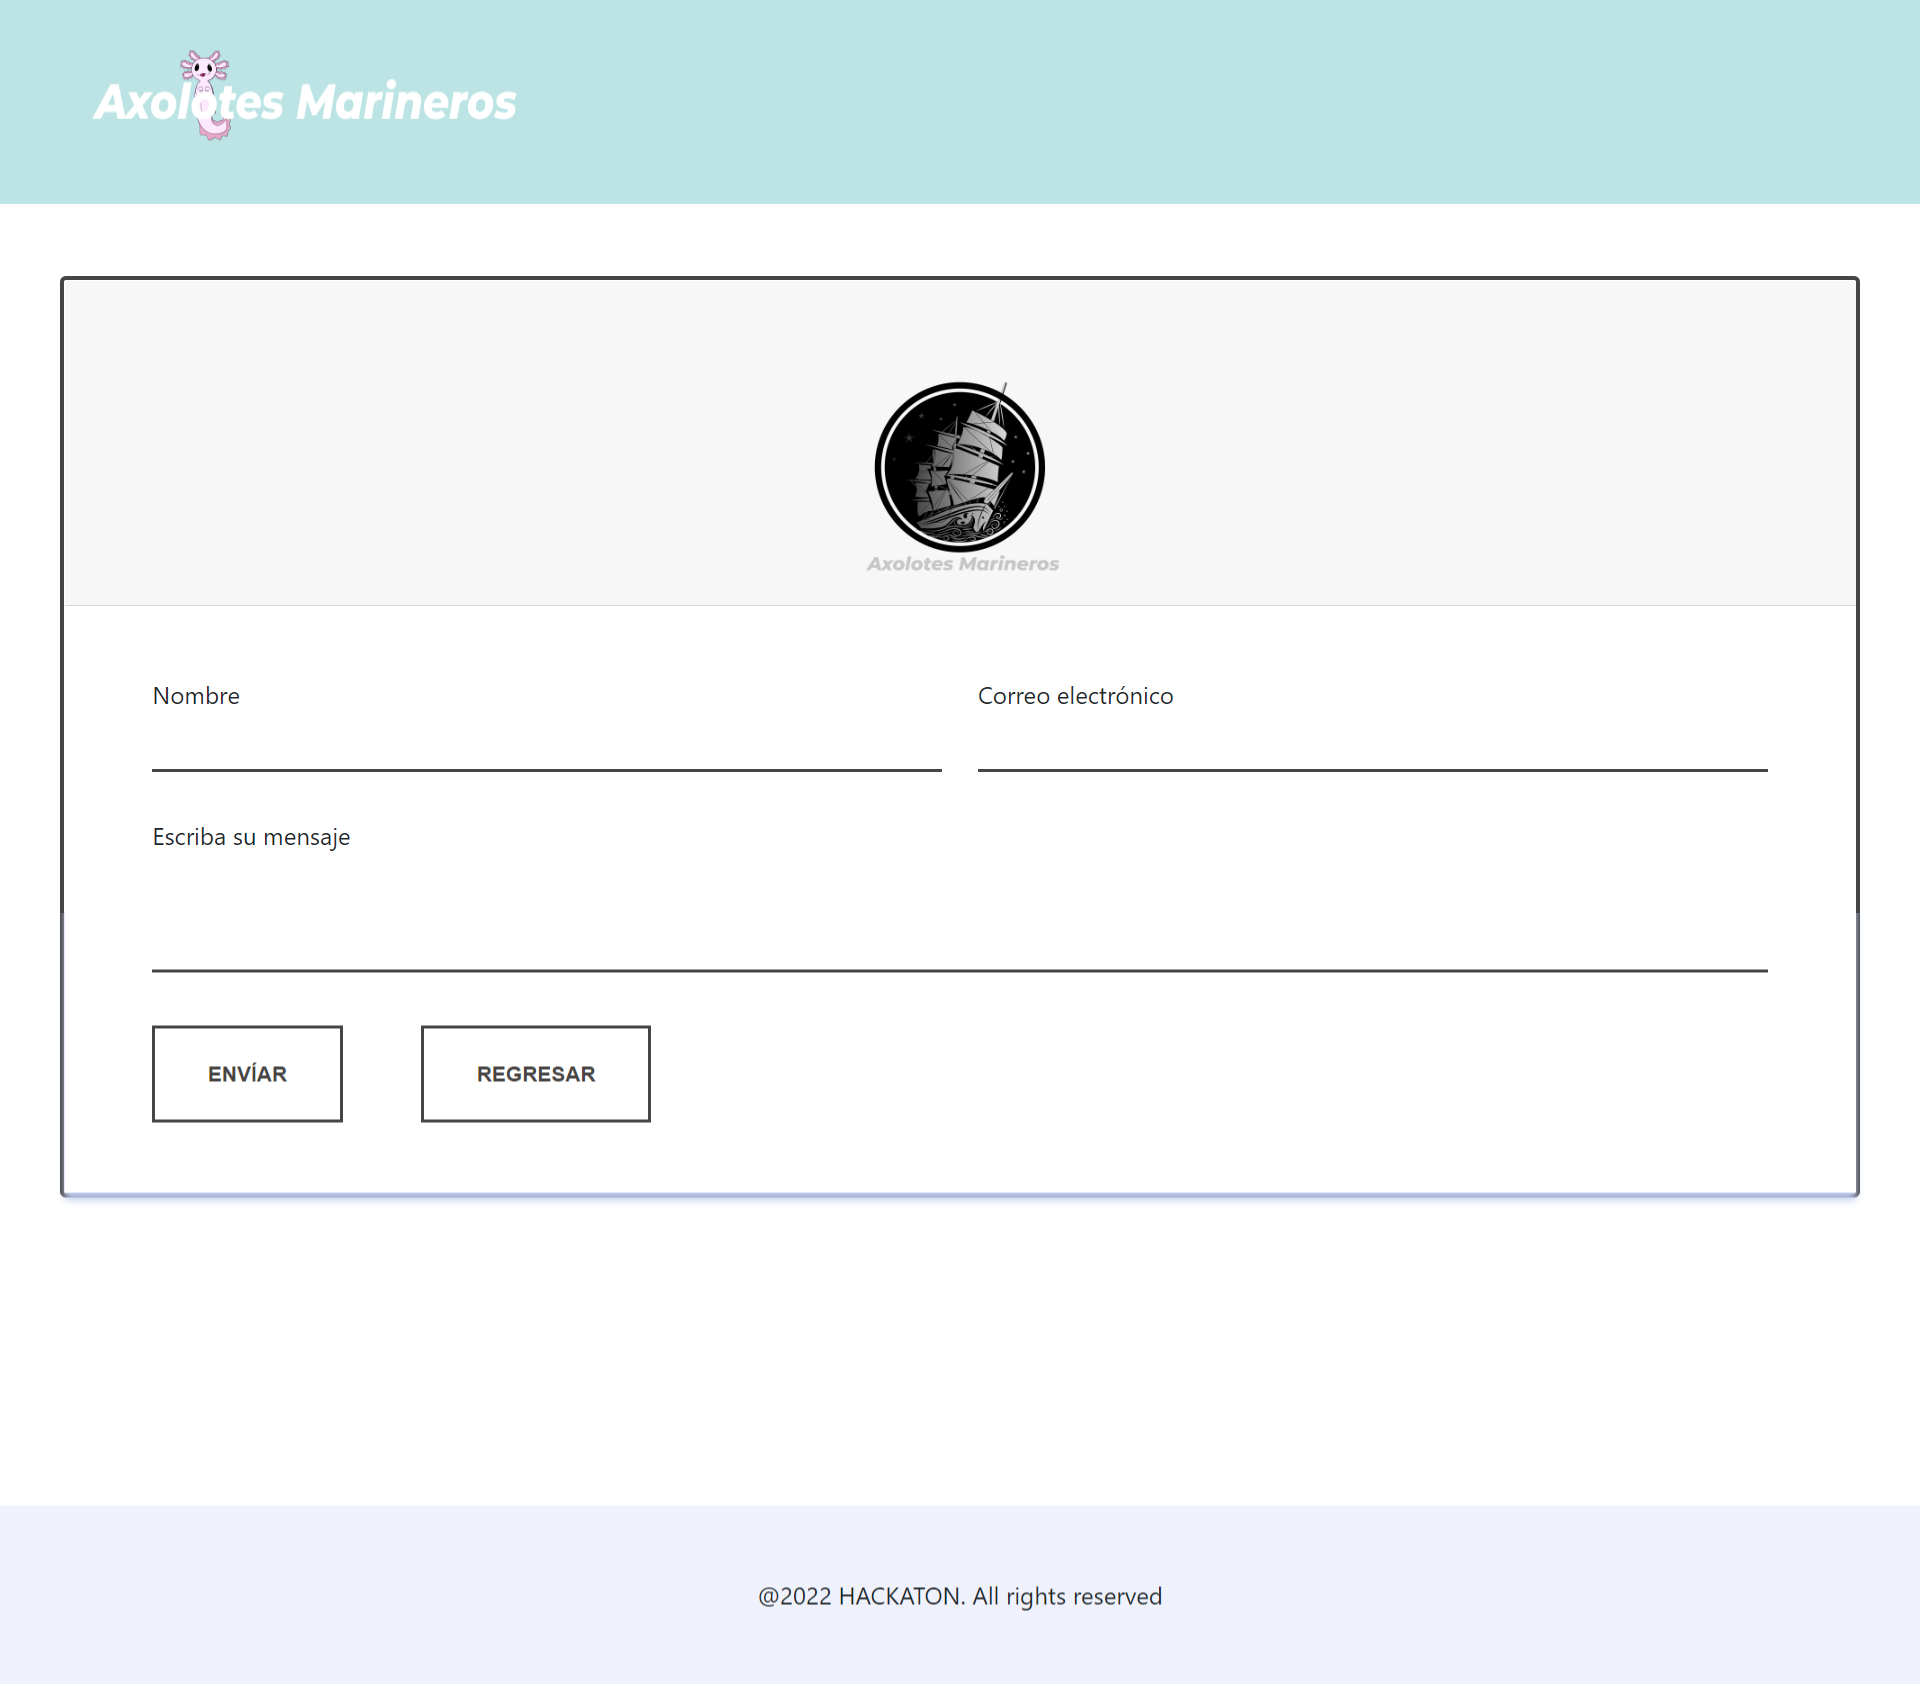 Axolotes Marineros
Axolotes Marineros
Nombre
Correo electrónico
Escriba su mensaje
ENVÍAR
REGRESAR
@2022 HACKATON. All rights reserved